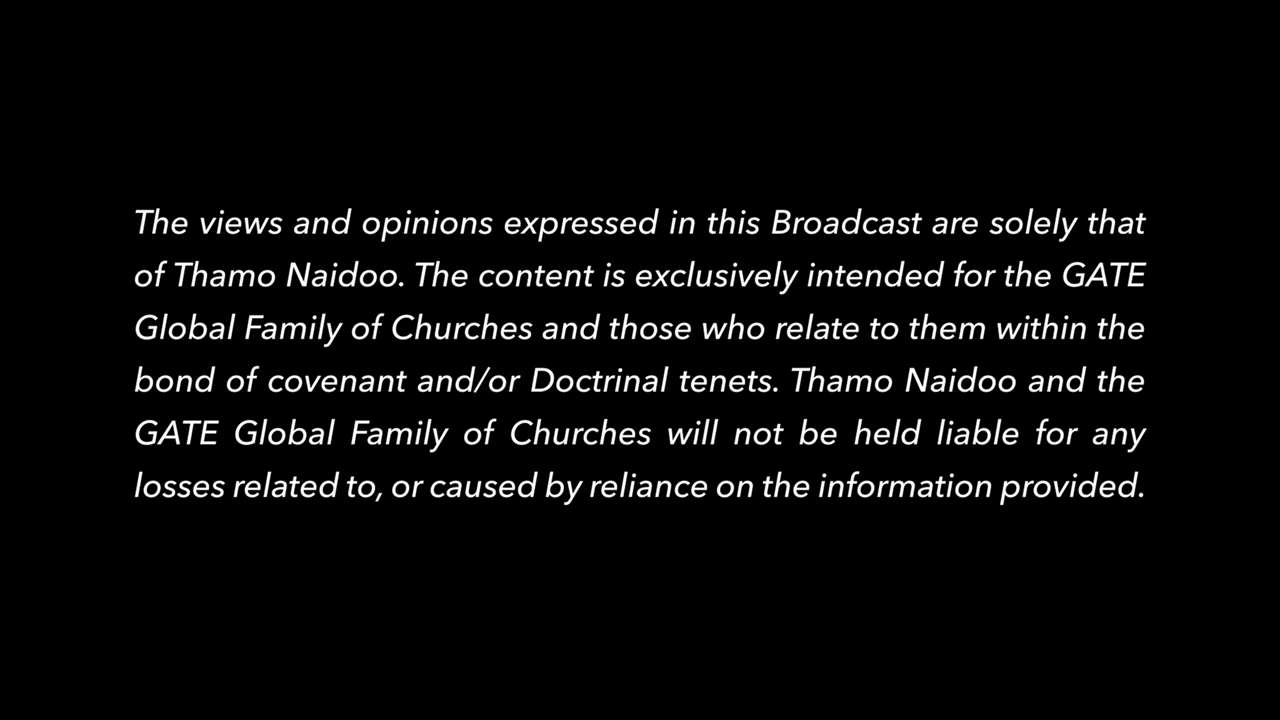 The views and opinions expressed in this Broadcast are solely that
of Thamo Naidoo. The content is exclusively intended for the GATE
Global Family of Churches and those who relate to them within the
bond of covenant and/or Doctrinal tenets. Thamo Naidoo and the
GATE Global Family of Churches will not be held liable for any
losses related to, or caused by reliance on the information provided.